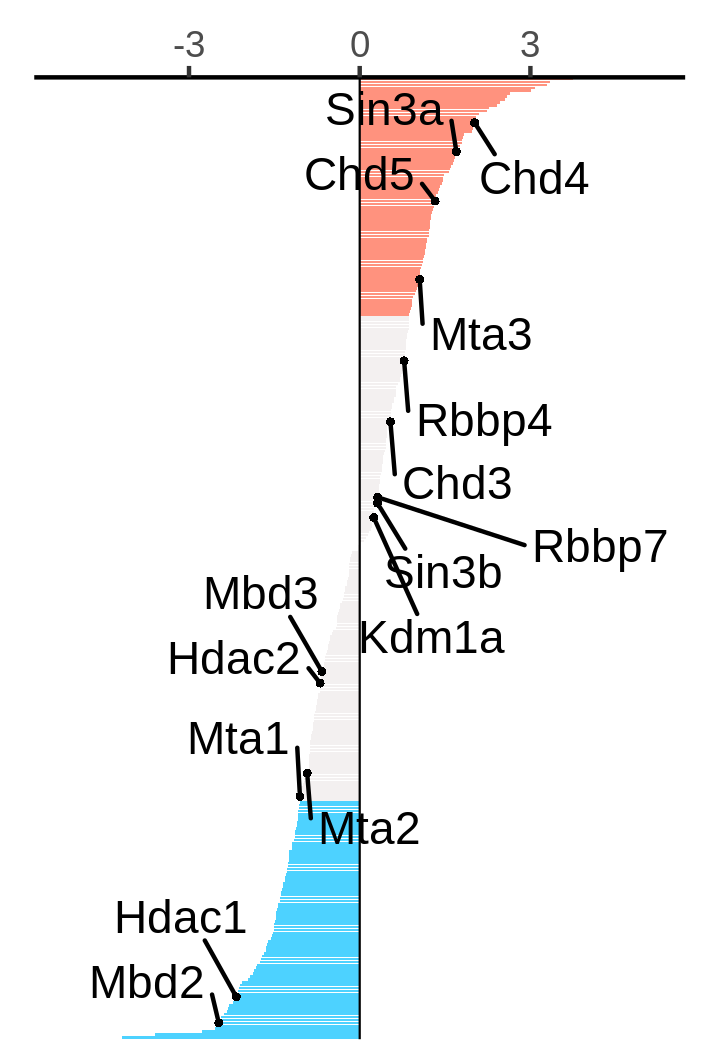 -3 0 3
Sin3a
Chd5
Chd4
Mta3
Rbbp4
Chd3
Rbbp7
Sin3b
Mbd3
Kdm1a
Hdac2
Mta1
Mta2
Hdac1
Mbd2